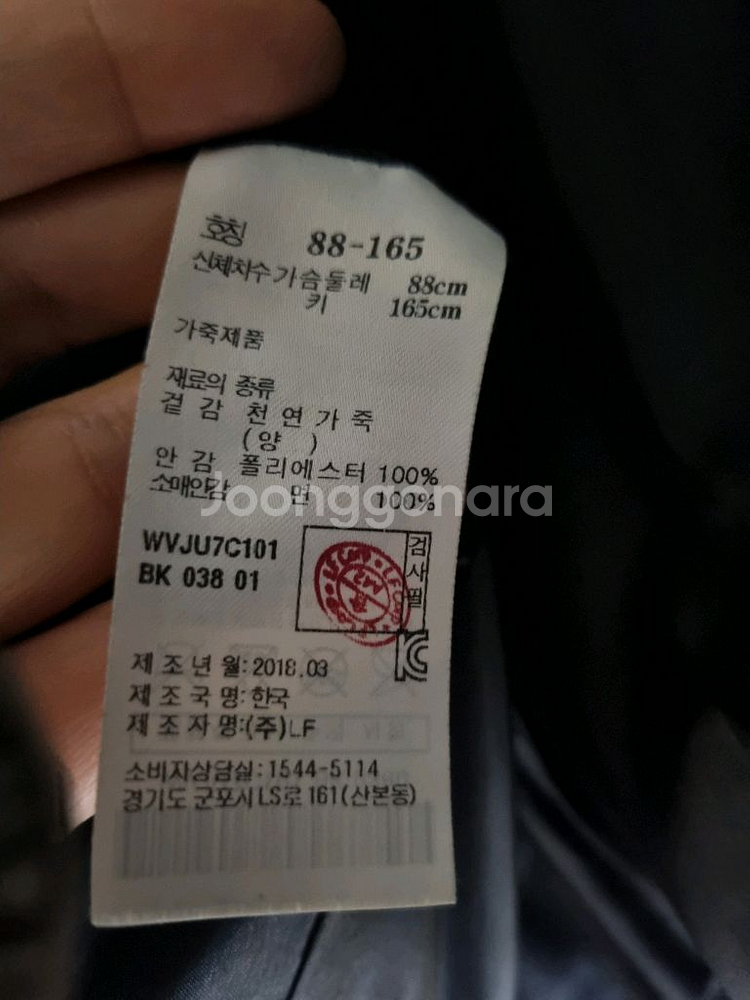 호칭 88-165
신체치수 가슴둘레 88cm
키 165cm
가죽제품
재료의 종류
겉감 천연가죽
(양 )
안감 폴리에스터 100%
소매안감 면 100%
Joonggonara
WVJU7C101
BK 038 01
검사필
LF Corp
제조년월:2018.03
제조국명:한국
제조자명:(주)LF
소비자상담실:1544-5114
경기도 군포시 LS로 161(산본동)